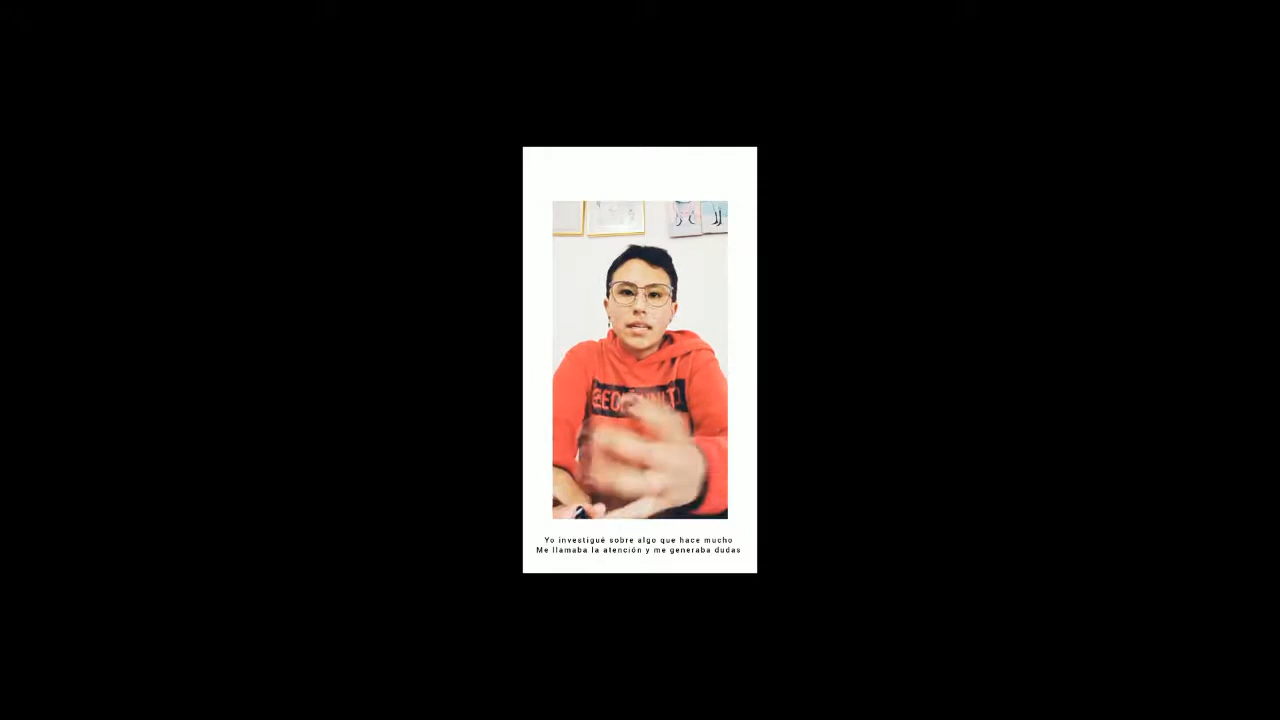 Yo investigué sobre algo que hace mucho
Me llamaba la atención y me generaba dudas